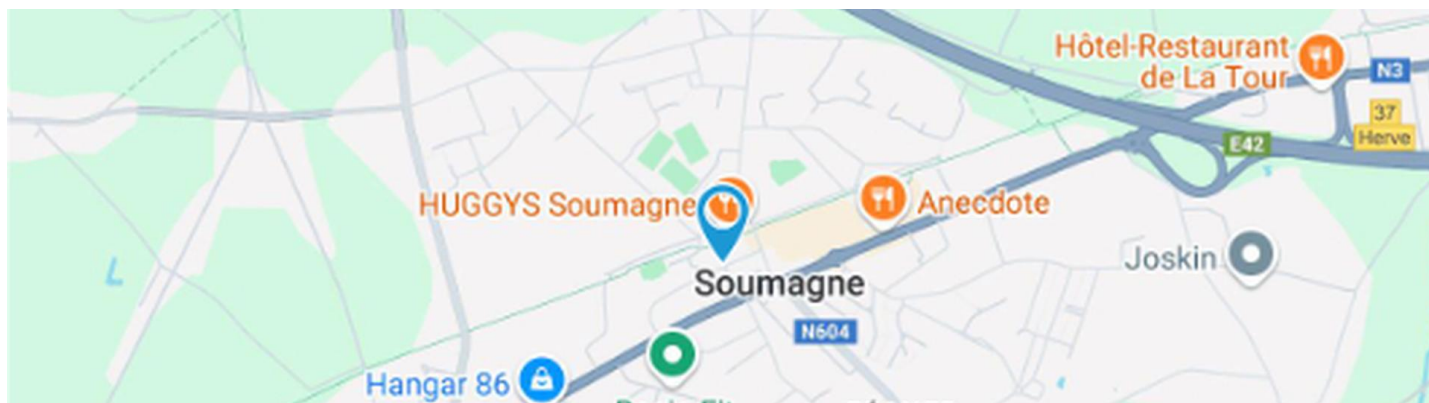 Hôtel-Restaurant
de La Tour
N3
37
Herve
E42
HUGGYS Soumagne
Anecdote
Joskin
Soumagne
N604
Hangar 86